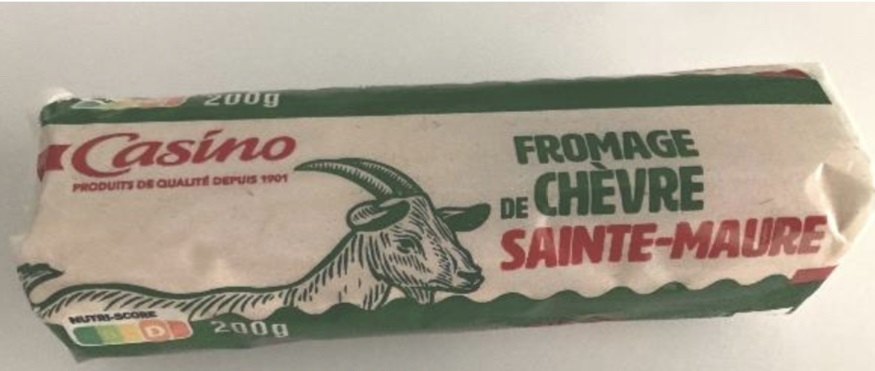 200g
Casino
PRODUITS DE QUALITÉ DEPUIS 1901
FROMAGE
DE CHÈVRE
SAINTE-MAURE
NUTRI-SCORE
D
200g